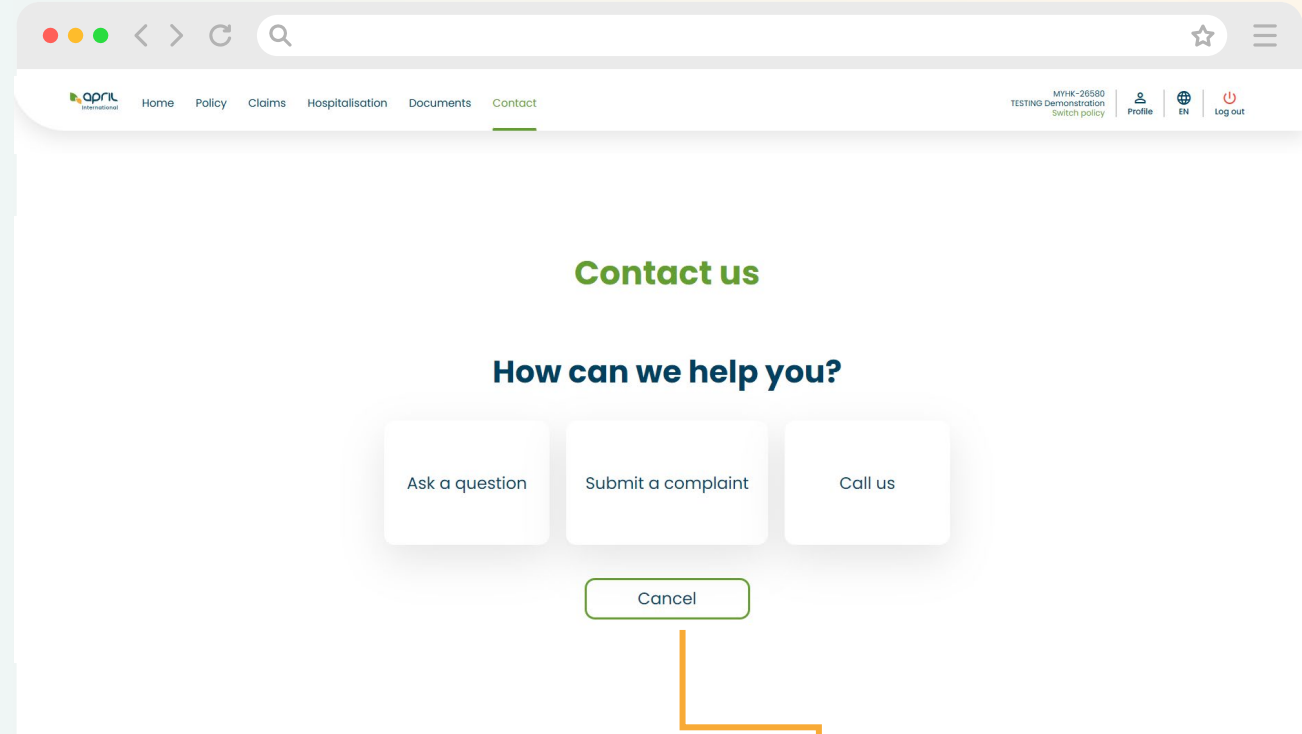 april
international
Home
Policy
Claims
Hospitalisation
Documents
Contact
MYHK-26580
TESTING Demonstration
Switch policy
Profile
EN
Log out
Contact us
How can we help you?
Ask a question
Submit a complaint
Call us
Cancel